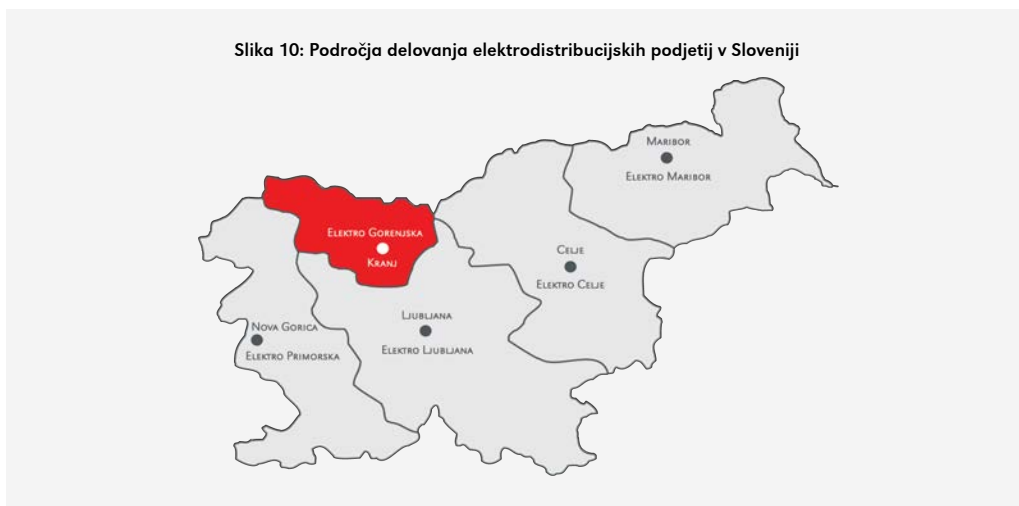 Slika 10: Področja delovanja elektrodistribucijskih podjetij v Sloveniji
Maribor
Elektro Maribor
Elektro Gorenjska
Kranj
Celje
Elektro Celje
Ljubljana
Elektro Ljubljana
Nova Gorica
Elektro Primorska